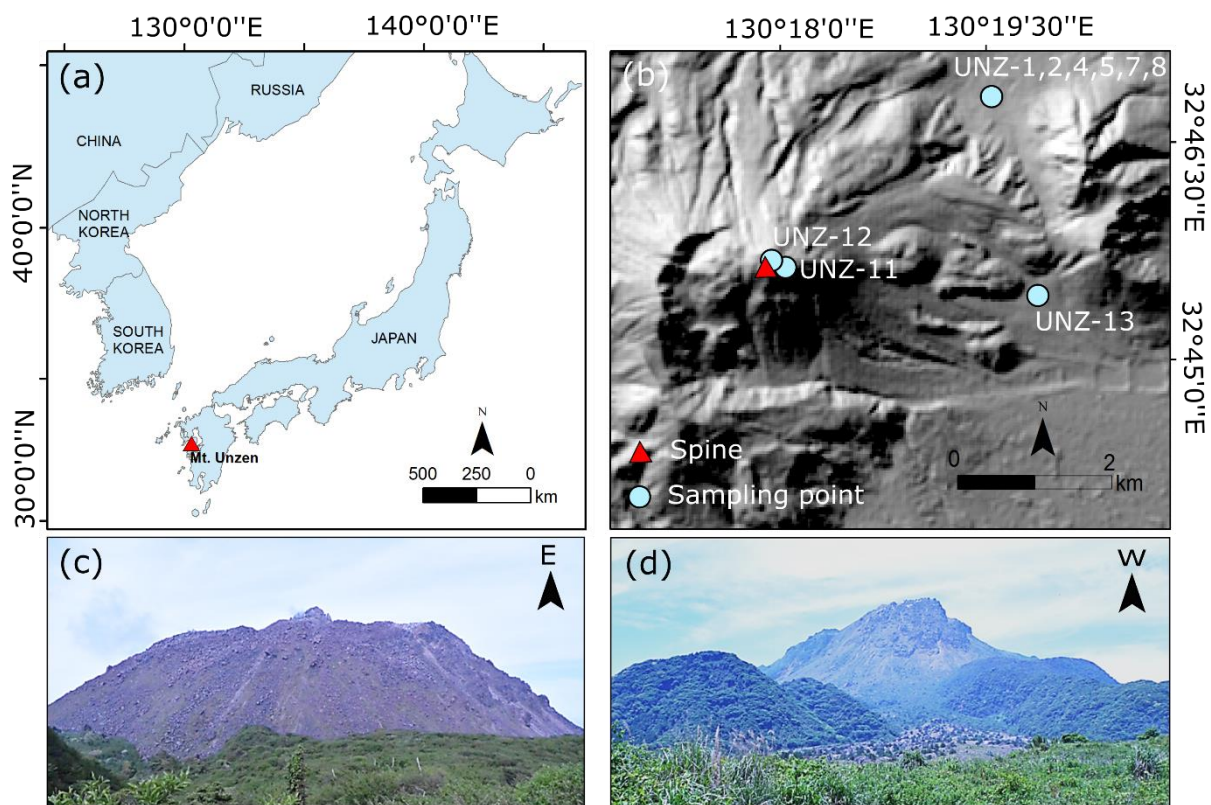 130°0'0''E
140°0'0''E
(a)
RUSSIA
CHINA
NORTH
KOREA
SOUTH
KOREA
JAPAN
Mt. Unzen
N
500
250
0
km
40°0'0''N
30°0'0''N
130°18'0''E
130°19'30''E
(b)
UNZ-1,2,4,5,7,8
UNZ-12
UNZ-11
UNZ-13
Spine
Sampling point
N
0
2
km
32°46'30''E
32°45'0''E
(c)
E
(d)
W